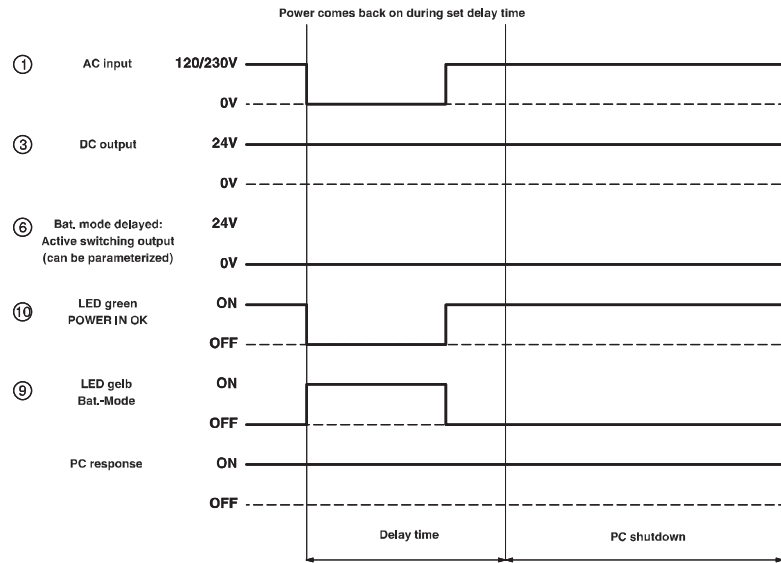 Power comes back on during set delay time
① AC input 120/230V
0V
③ DC output 24V
0V
⑥ Bat. mode delayed: 24V
Active switching output
(can be parameterized) 0V
⑩ LED green ON
POWER IN OK
OFF
⑨ LED gelb ON
Bat.-Mode
OFF
PC response ON
OFF
Delay time PC shutdown